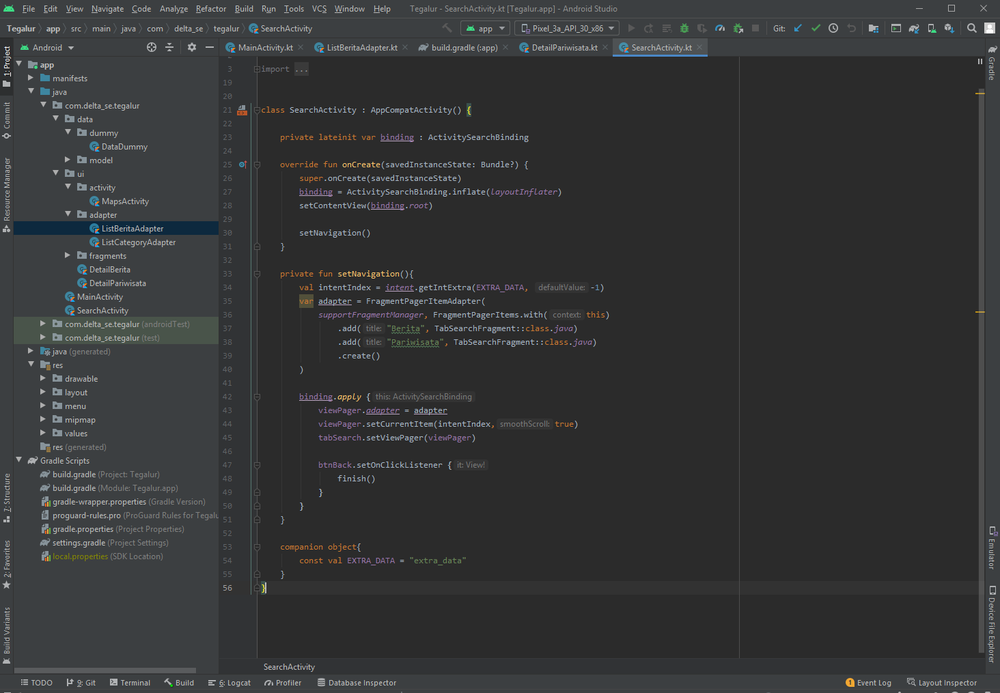 File Edit View Navigate Code Analyze Refactor Build Run Tools VCS Window Help Tegalur - SearchActivity.kt [Tegalur.app] - Android Studio
Tegalur app src main java com delta_se tegalur SearchActivity app Pixel_3a_API_30_x86 Git:
Android MainActivity.kt ListBeritaAdapter.kt build.gradle (:app) DetailPariwisata.kt SearchActivity.kt
1: Project
Commit
Resource Manager
7: Structure
2: Favorites
Build Variants
app
manifests
java
com.delta_se.tegalur
data
dummy
DataDummy
model
ui
activity
MapsActivity
adapter
ListBeritaAdapter
ListCategoryAdapter
fragments
DetailBerita
DetailPariwisata
MainActivity
SearchActivity
com.delta_se.tegalur (androidTest)
com.delta_se.tegalur (test)
java (generated)
res
drawable
layout
menu
mipmap
values
res (generated)
Gradle Scripts
build.gradle (Project: Tegalur)
build.gradle (Module: Tegalur.app)
gradle-wrapper.properties (Gradle Version)
proguard-rules.pro (ProGuard Rules for Tegalu
gradle.properties (Project Properties)
settings.gradle (Project Settings)
local.properties (SDK Location)
3 import ...
19
20
21 class SearchActivity : AppCompatActivity() {
22
23 private lateinit var binding : ActivitySearchBinding
24
25 override fun onCreate(savedInstanceState: Bundle?) {
26 super.onCreate(savedInstanceState)
27 binding = ActivitySearchBinding.inflate(layoutInflater)
28 setContentView(binding.root)
29
30 setNavigation()
31 }
32
33 private fun setNavigation(){
34 val intentIndex = intent.getIntExtra(EXTRA_DATA, defaultValue: -1)
35 var adapter = FragmentPagerItemAdapter(
36 supportFragmentManager, FragmentPagerItems.with( context: this)
37 .add( title: "Berita", TabSearchFragment::class.java)
38 .add( title: "Pariwisata", TabSearchFragment::class.java)
39 .create()
40 )
41
42 binding.apply { this: ActivitySearchBinding
43 viewPager.adapter = adapter
44 viewPager.setCurrentItem(intentIndex, smoothScroll: true)
45 tabSearch.setViewPager(viewPager)
46
47 btnBack.setOnClickListener { it: View!
48 finish()
49 }
50 }
51 }
52
53 companion object{
54 const val EXTRA_DATA = "extra_data"
55 }
56 }
Gradle
Emulator
Device File Explorer
SearchActivity
TODO 9: Git Terminal Build 6: Logcat Profiler Database Inspector 1 Event Log Layout Inspector